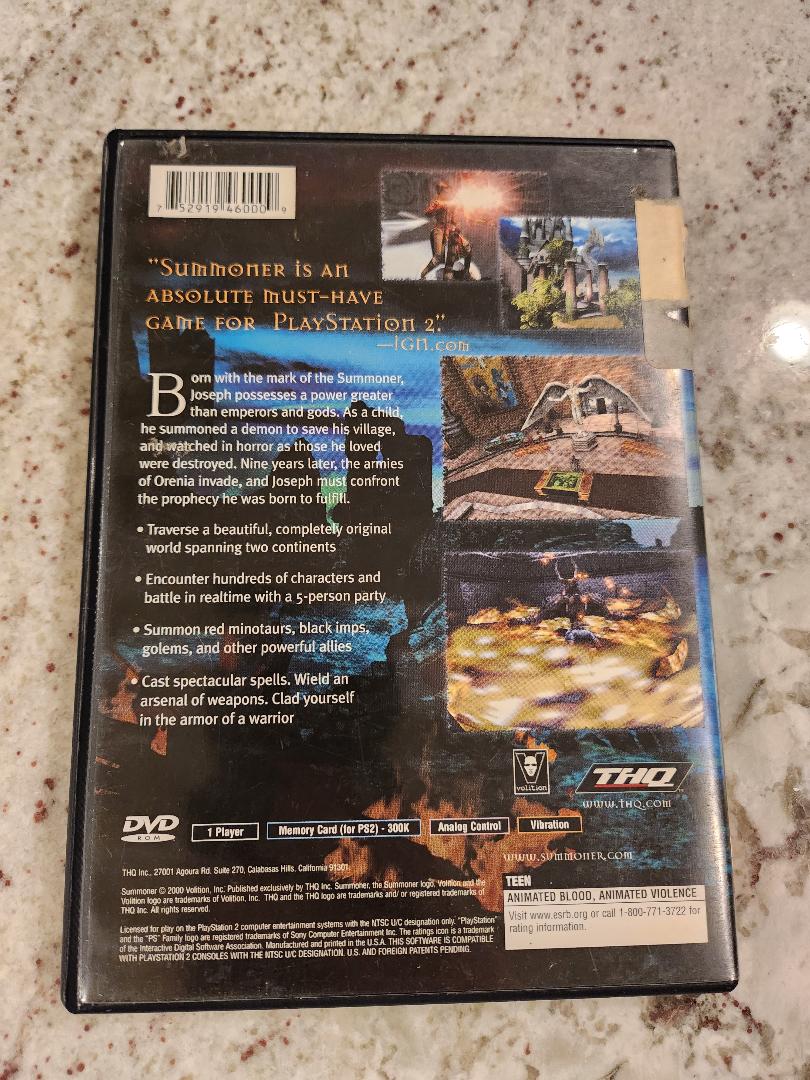 7 52919 46000 9
"Summoner is an
absolute must-have
game for PlayStation 2."
—IGN.com
Born with the mark of the Summoner,
Joseph possesses a power greater
than emperors and gods. As a child,
he summoned a demon to save his village,
and watched in horror as those he loved
were destroyed. Nine years later, the armies
of Orenia invade, and Joseph must confront
the prophecy he was born to fulfill.
• Traverse a beautiful, completely original
world spanning two continents
• Encounter hundreds of characters and
battle in realtime with a 5-person party
• Summon red minotaurs, black imps,
golems, and other powerful allies
• Cast spectacular spells. Wield an
arsenal of weapons. Clad yourself
in the armor of a warrior
volition
THQ
www.thq.com
DVD
ROM
1 Player
Memory Card (for PS2) - 300K
Analog Control
Vibration
www.summoner.com
THQ Inc., 27001 Agoura Rd. Suite 270, Calabasas Hills, California 91301.
Summoner © 2000 Volition, Inc. Published exclusively by THQ Inc. Summoner, the Summoner logo, Volition and the
Volition logo are trademarks of Volition, Inc. THQ and the THQ logo are trademarks and/or registered trademarks of
THQ Inc. All rights reserved.
Licensed for play on the PlayStation 2 computer entertainment systems with the NTSC U/C designation only. "PlayStation"
and the "PS" Family logo are registered trademarks of Sony Computer Entertainment Inc. The ratings icon is a trademark
of the Interactive Digital Software Association. Manufactured and printed in the U.S.A. THIS SOFTWARE IS COMPATIBLE
WITH PLAYSTATION 2 CONSOLES WITH THE NTSC U/C DESIGNATION. U.S. AND FOREIGN PATENTS PENDING.
TEEN
ANIMATED BLOOD, ANIMATED VIOLENCE
Visit www.esrb.org or call 1-800-771-3722 for
rating information.